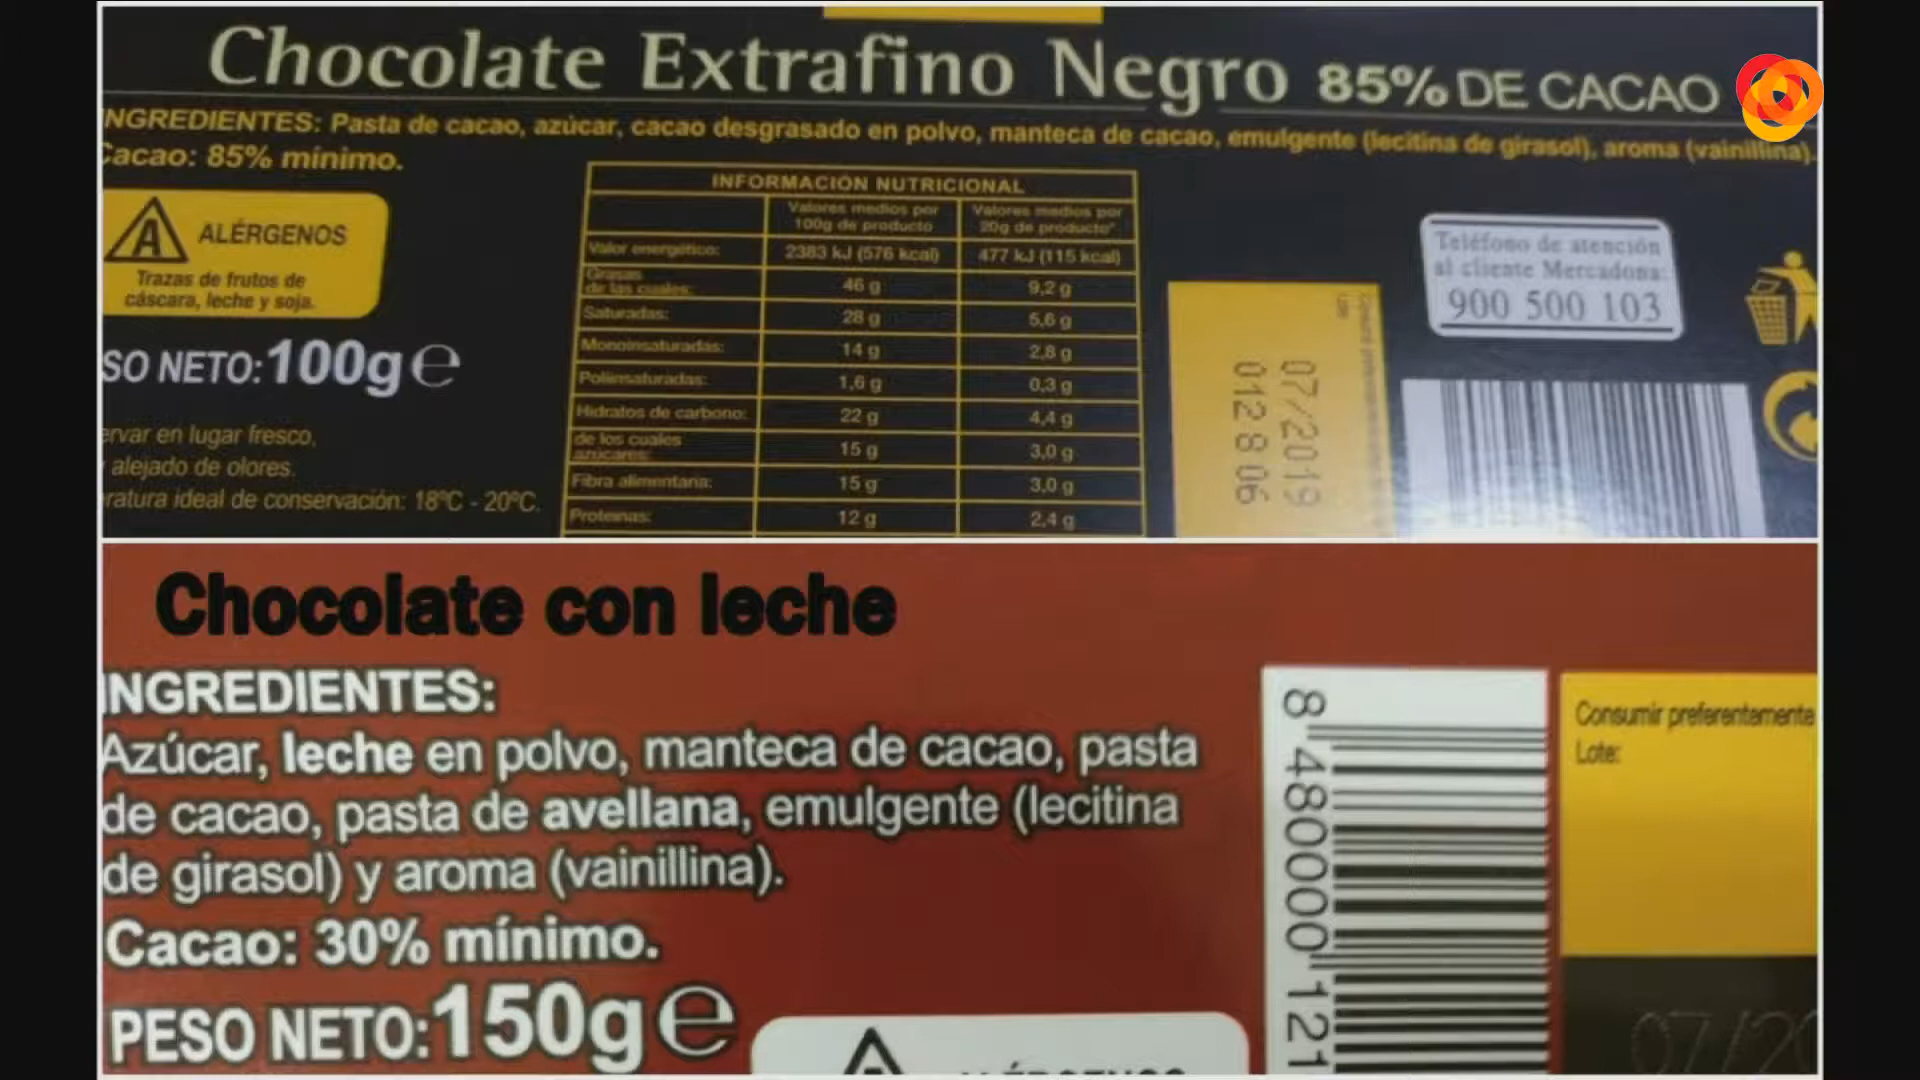 Chocolate Extrafino Negro 85% DE CACAO
NGREDIENTES: Pasta de cacao, azúcar, cacao desgrasado en polvo, manteca de cacao, emulgente (lecitina de girasol), aroma (vainillina).
Cacao: 85% mínimo.
A ALÉRGENOS
Trazas de frutos de
cáscara, leche y soja.
SO NETO: 100g e
ervar en lugar fresco,
alejado de olores.
ratura ideal de conservación: 18ºC - 20ºC.
INFORMACIÓN NUTRICIONAL
Valores medios por 100g de producto Valores medios por 20g de producto*
Valor energético: 2383 kJ (576 kcal) 477 kJ (115 kcal)
Grasas 46 g 9,2 g
de las cuales:
Saturadas: 28 g 5,6 g
Monoinsaturadas: 14 g 2,8 g
Poliinsaturadas: 1,6 g 0,3 g
Hidratos de carbono: 22 g 4,4 g
de los cuales azúcares: 15 g 3,0 g
Fibra alimentaria: 15 g 3,0 g
Proteínas: 12 g 2,4 g
07/2019
012 8 06
Teléfono de atención
al cliente Mercadona:
900 500 103
Chocolate con leche
INGREDIENTES:
Azúcar, leche en polvo, manteca de cacao, pasta
de cacao, pasta de avellana, emulgente (lecitina
de girasol) y aroma (vainillina).
Cacao: 30% mínimo.
PESO NETO: 150g e
8 480000 121
Consumir preferentemente
Lote:
07/20